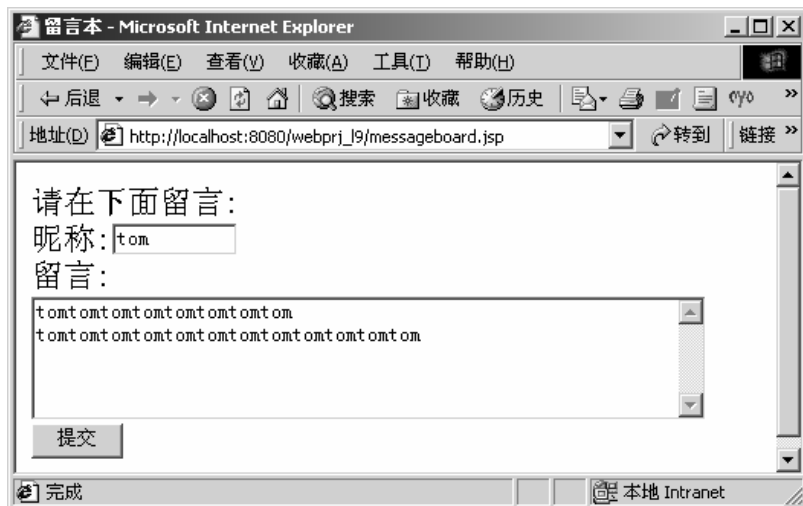 留言本 - Microsoft Internet Explorer
文件(F) 编辑(E) 查看(V) 收藏(A) 工具(T) 帮助(H)
后退 搜索 收藏 历史 »
地址(D) http://localhost:8080/webprj_l9/messageboard.jsp 转到 链接 »
请在下面留言:
昵称: tom
留言:
tomtomtomtomtomtomtomtom
tomtomtomtomtomtomtomtomtomtomtomtom
提交
完成 本地 Intranet